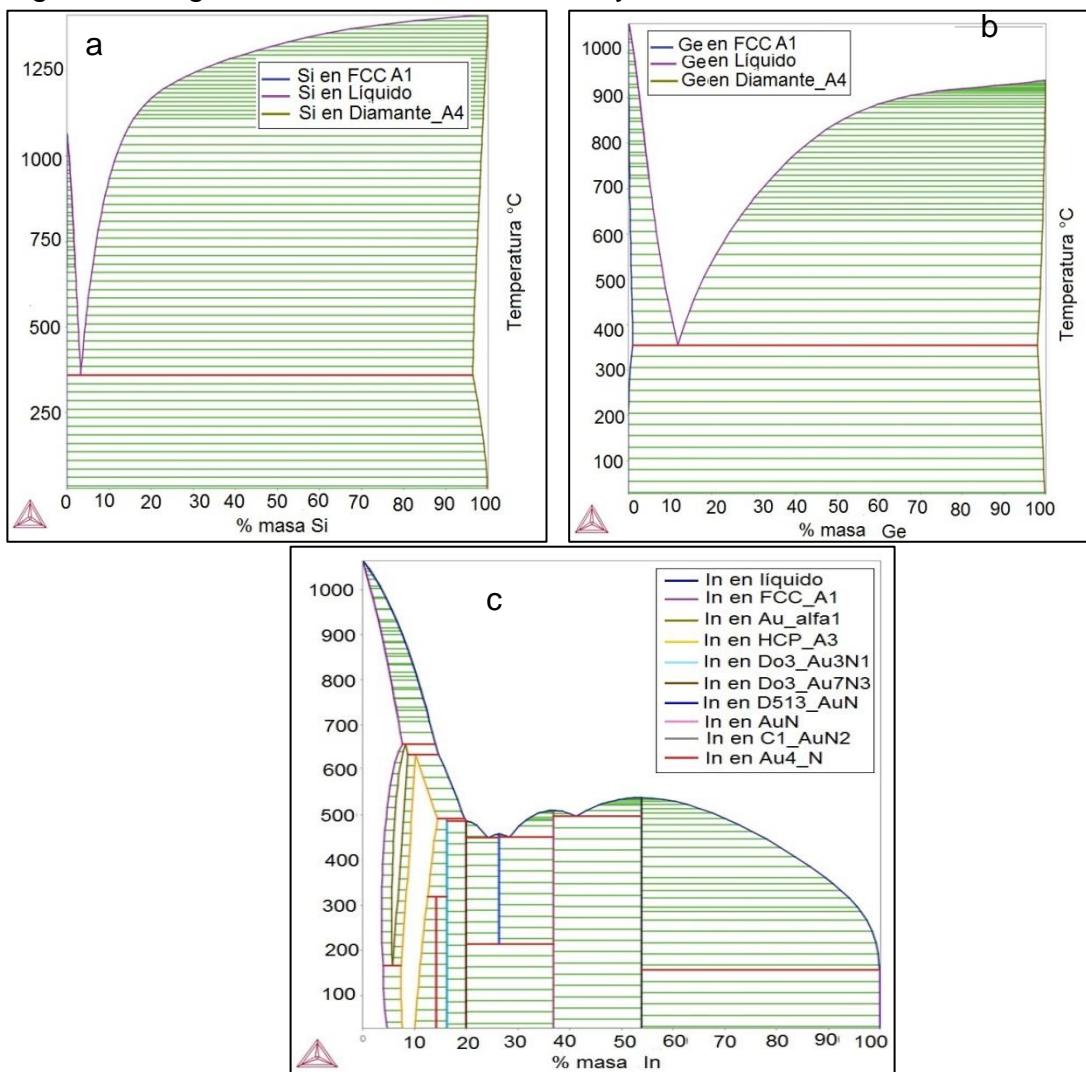 a
1250
1000
750
500
250
Si en FCC A1
Si en Líquido
Si en Diamante_A4
0 10 20 30 40 50 60 70 80 90 100
% masa Si
Temperatura °C
b
1000
900
800
700
600
500
400
300
200
100
Ge en FCC A1
Ge en Líquido
Ge en Diamante_A4
0 10 20 30 40 50 60 70 80 90 100
% masa Ge
Temperatura °C
c
1000
900
800
700
600
500
400
300
200
100
In en líquido
In en FCC_A1
In en Au_alfa1
In en HCP_A3
In en Do3_Au3N1
In en Do3_Au7N3
In en D513_AuN
In en AuN
In en C1_AuN2
In en Au4_N
0 10 20 30 40 50 60 70 80 90 100
% masa In